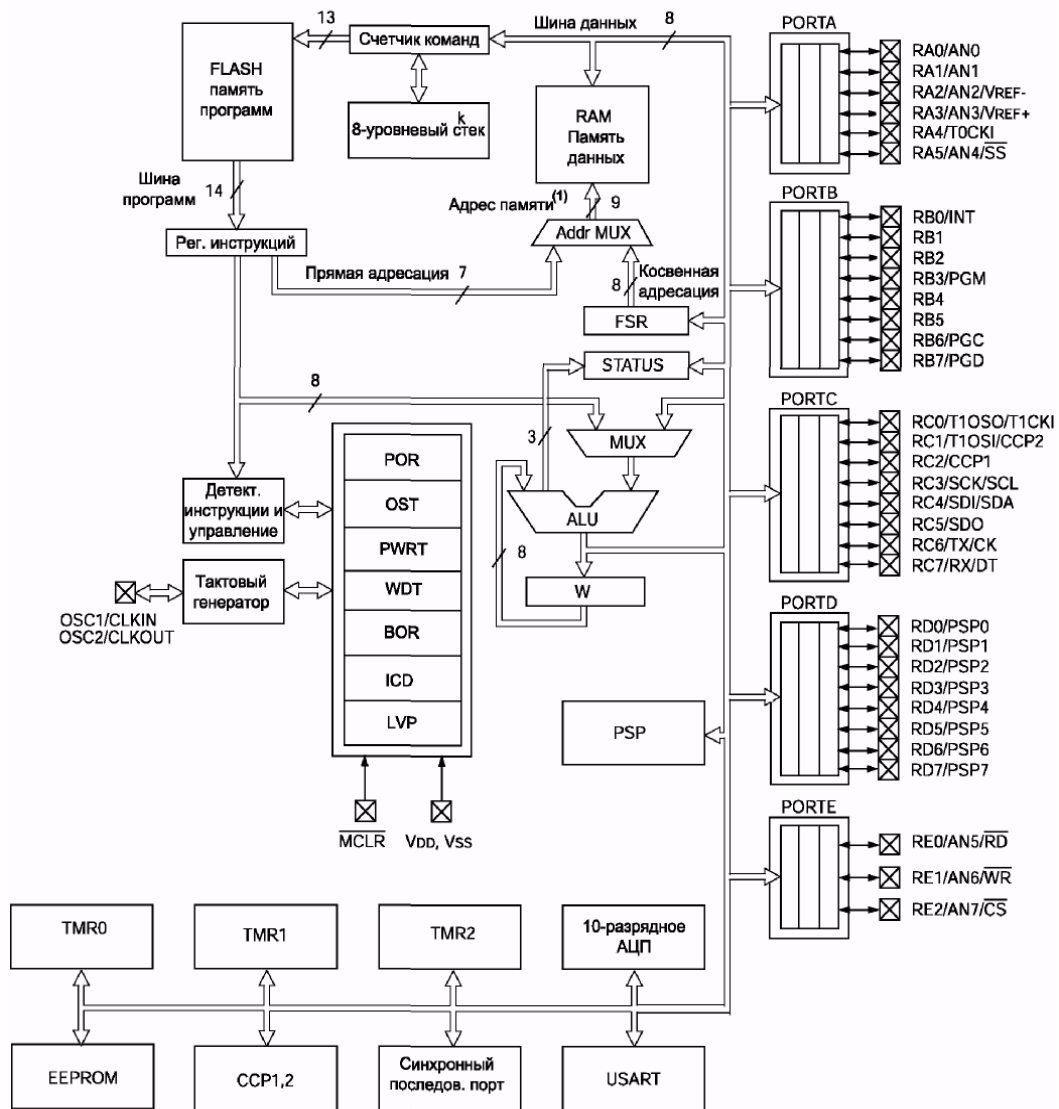 13
Шина данных
8
Счетчик команд
FLASH
память
программ
k
8-уровневый стек
RAM
Память
данных
Шина
программ
14
Адрес памяти(1)
9
Рег. инструкций
Addr MUX
Прямая адресация 7
8
Косвенная
адресация
FSR
STATUS
8
3
MUX
ALU
8
W
Детект.
инструкции и
управление
Тактовый
генератор
OSC1/CLKIN
OSC2/CLKOUT
POR
OST
PWRT
WDT
BOR
ICD
LVP
MCLR
VDD, VSS
PSP
PORTA
RA0/AN0
RA1/AN1
RA2/AN2/VREF-
RA3/AN3/VREF+
RA4/T0CKI
RA5/AN4/SS
PORTB
RB0/INT
RB1
RB2
RB3/PGM
RB4
RB5
RB6/PGC
RB7/PGD
PORTC
RC0/T1OSO/T1CKI
RC1/T1OSI/CCP2
RC2/CCP1
RC3/SCK/SCL
RC4/SDI/SDA
RC5/SDO
RC6/TX/CK
RC7/RX/DT
PORTD
RD0/PSP0
RD1/PSP1
RD2/PSP2
RD3/PSP3
RD4/PSP4
RD5/PSP5
RD6/PSP6
RD7/PSP7
PORTE
RE0/AN5/RD
RE1/AN6/WR
RE2/AN7/CS
TMR0
TMR1
TMR2
10-разрядное
АЦП
EEPROM
CCP1,2
Синхронный
последов. порт
USART